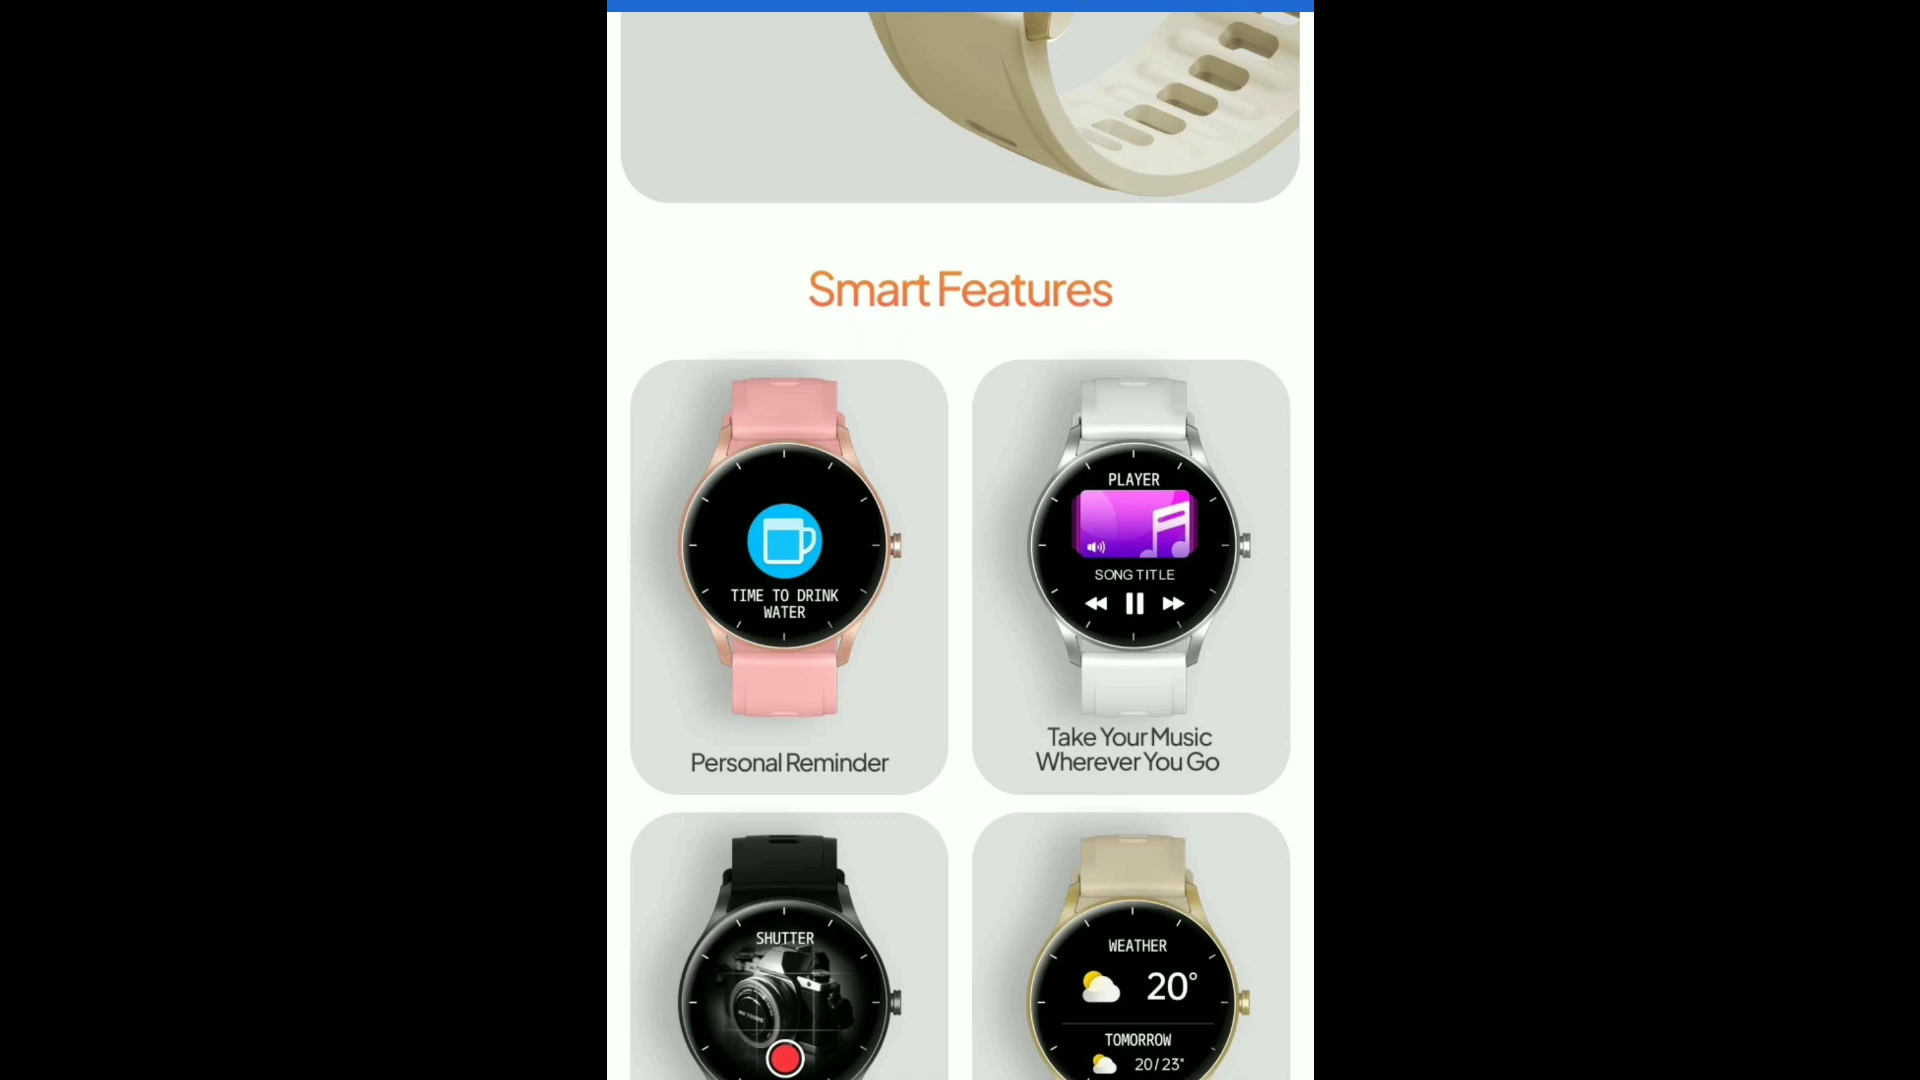 Smart Features
TIME TO DRINK
WATER
Personal Reminder
PLAYER
SONG TITLE
Take Your Music
Wherever You Go
SHUTTER
WEATHER
20°
TOMORROW
20/23°